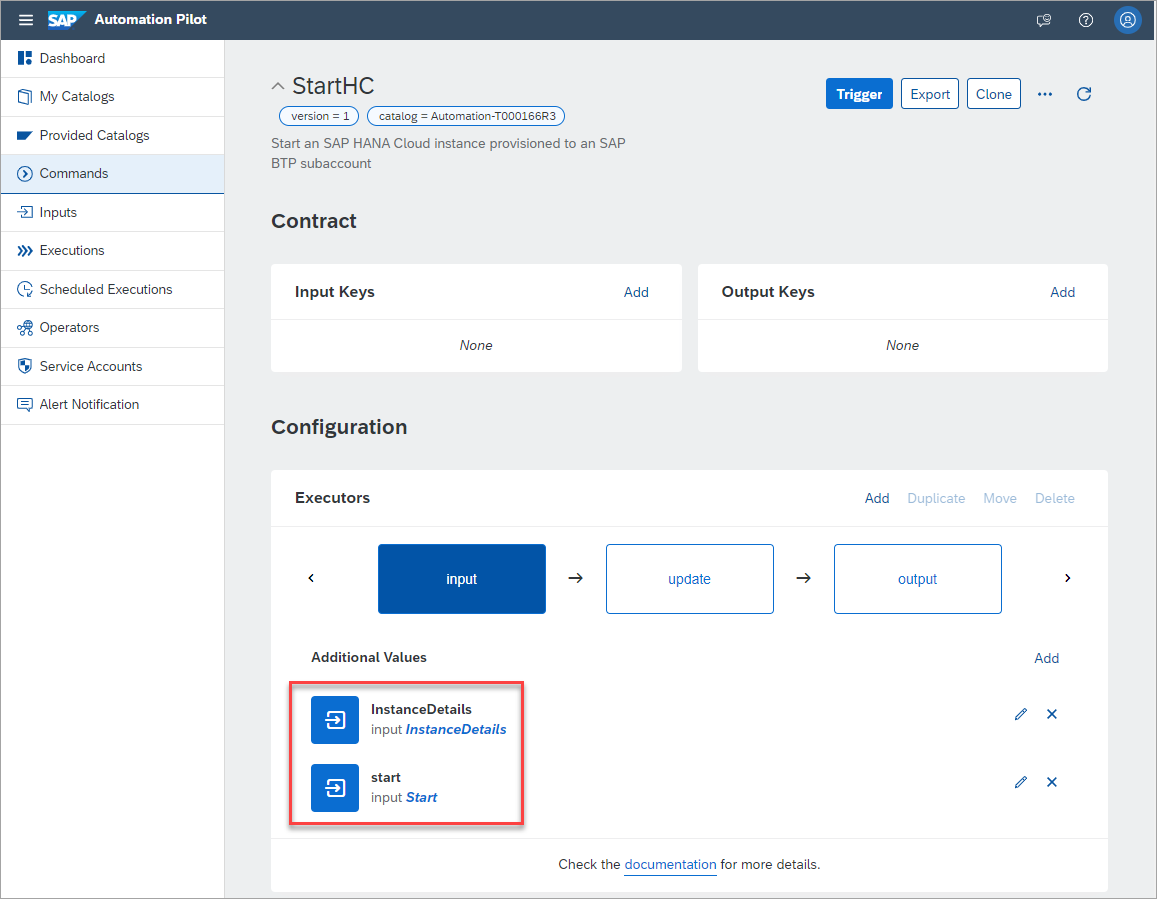 SAP Automation Pilot
Dashboard
My Catalogs
Provided Catalogs
Commands
Inputs
Executions
Scheduled Executions
Operators
Service Accounts
Alert Notification
StartHC
Trigger Export Clone
version = 1 catalog = Automation-T000166R3
Start an SAP HANA Cloud instance provisioned to an SAP
BTP subaccount
Contract
Input Keys Add
None
Output Keys Add
None
Configuration
Executors Add Duplicate Move Delete
input update output
Additional Values Add
InstanceDetails
input InstanceDetails
start
input Start
Check the documentation for more details.